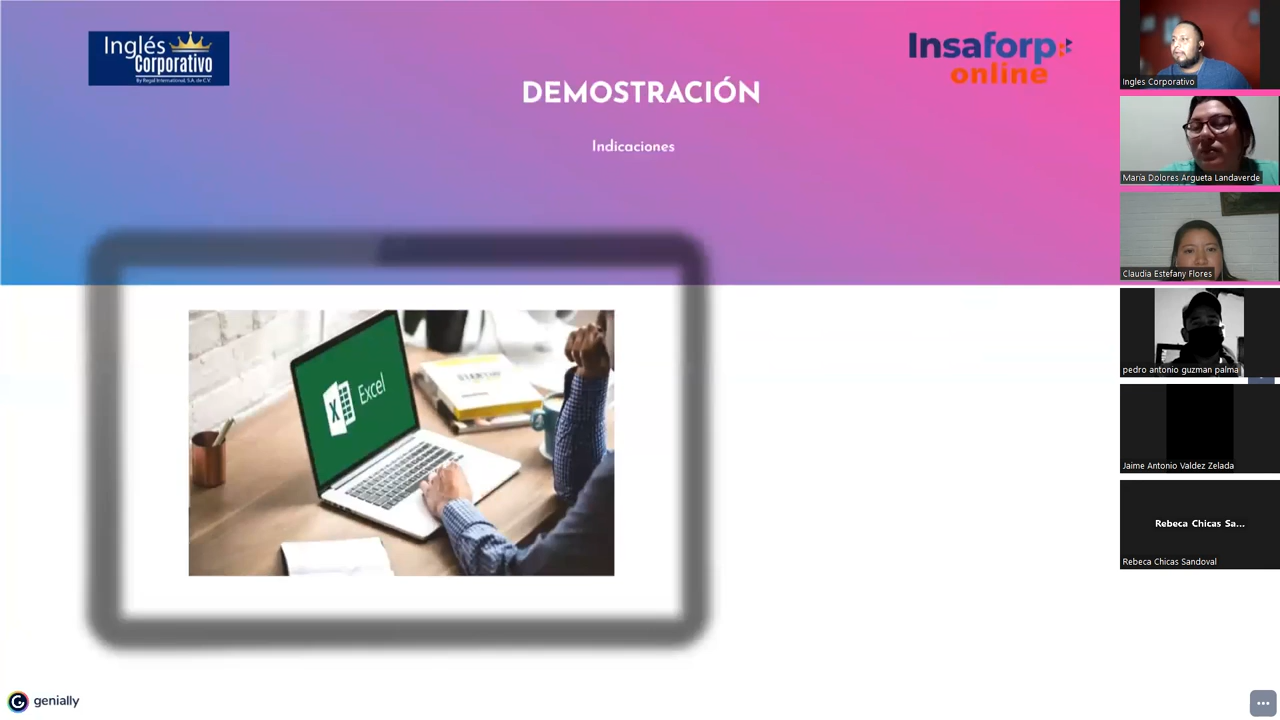 Inglés
Corporativo
By Regal International, S.A. de C.V.
Insaforp
online
DEMOSTRACIÓN
Indicaciones
Excel
genially
Ingles Corporativo
María Dolores Argueta Landaverde
Claudia Estefany Flores
pedro antonio guzman palma
Jaime Antonio Valdez Zelada
Rebeca Chicas Sa...
Rebeca Chicas Sandoval